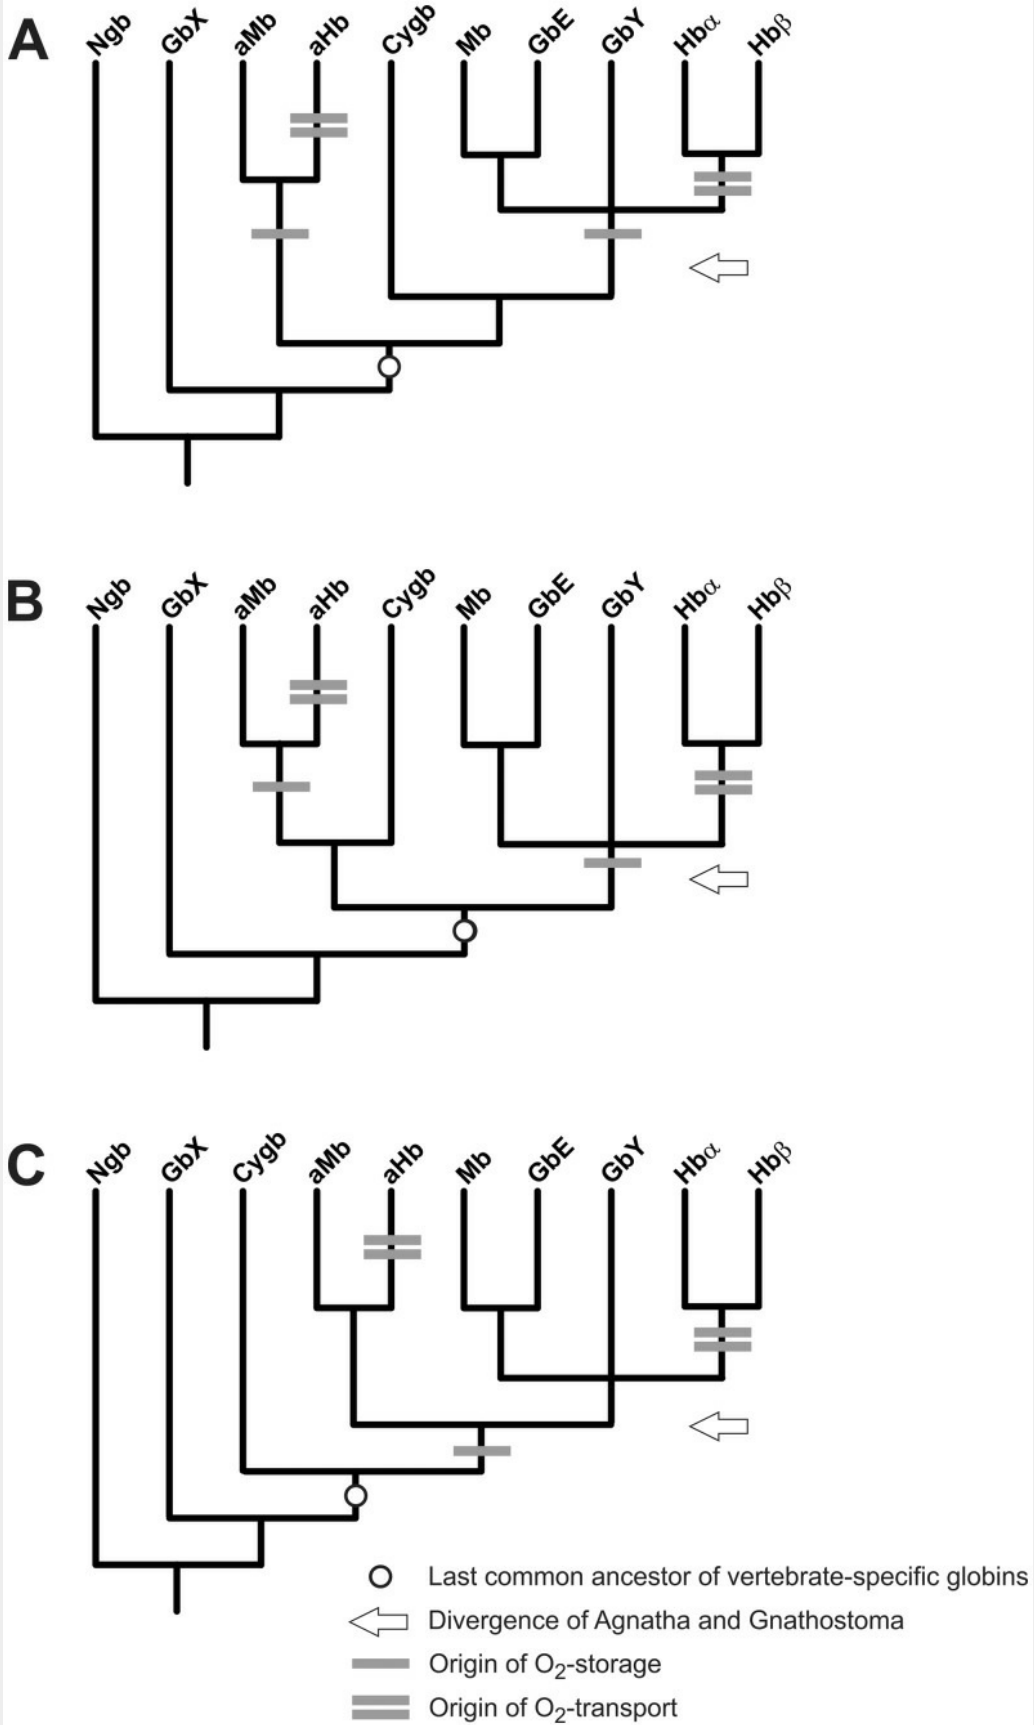 A
Ngb GbX aMb aHb Cygb Mb GbE GbY Hbα Hbβ
B
Ngb GbX aMb aHb Cygb Mb GbE GbY Hbα Hbβ
C
Ngb GbX Cygb aMb aHb Mb GbE GbY Hbα Hbβ
Last common ancestor of vertebrate-specific globins
Divergence of Agnatha and Gnathostoma
Origin of O₂-storage
Origin of O₂-transport